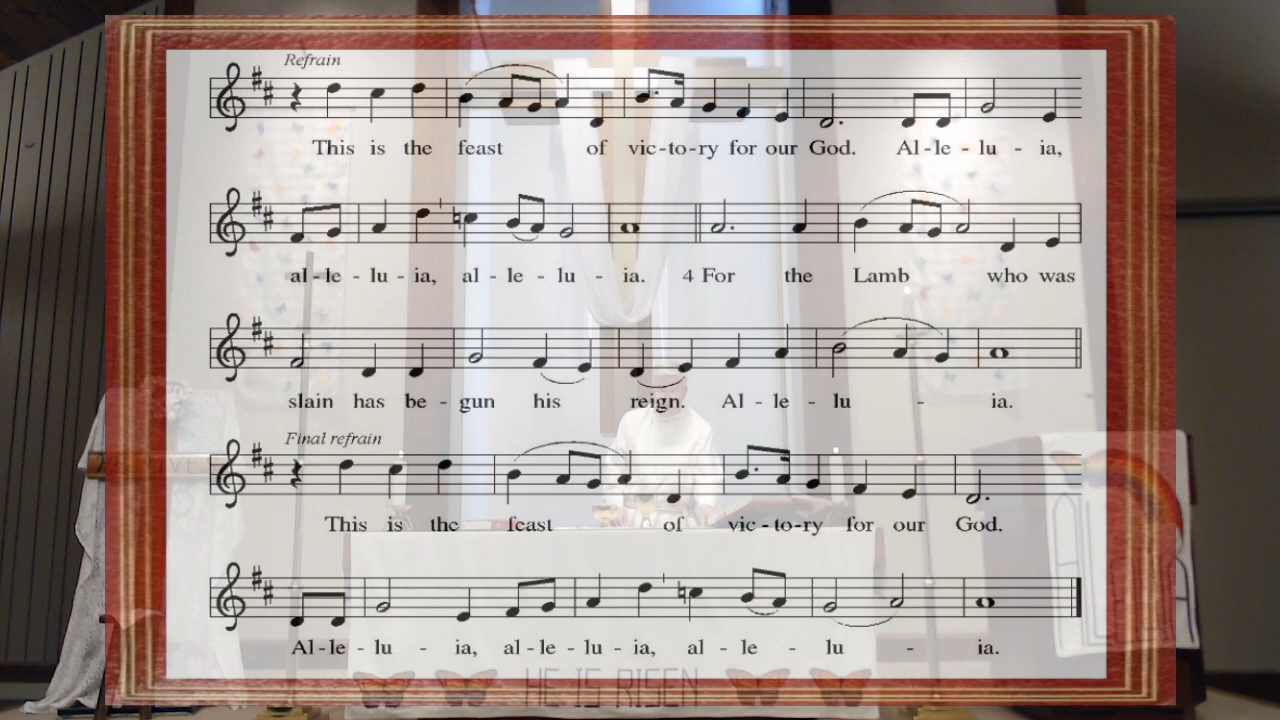 Refrain
This is the feast of vic-to-ry for our God. Al-le - lu - ia,
al-le - lu - ia, al - le - lu - ia. 4 For the Lamb who was
slain has be - gun his reign. Al - le - lu - ia.
Final refrain
This is the feast of vic-to-ry for our God.
Al-le - lu - ia, al-le - lu - ia, al - le - lu - ia.
HE IS RISEN